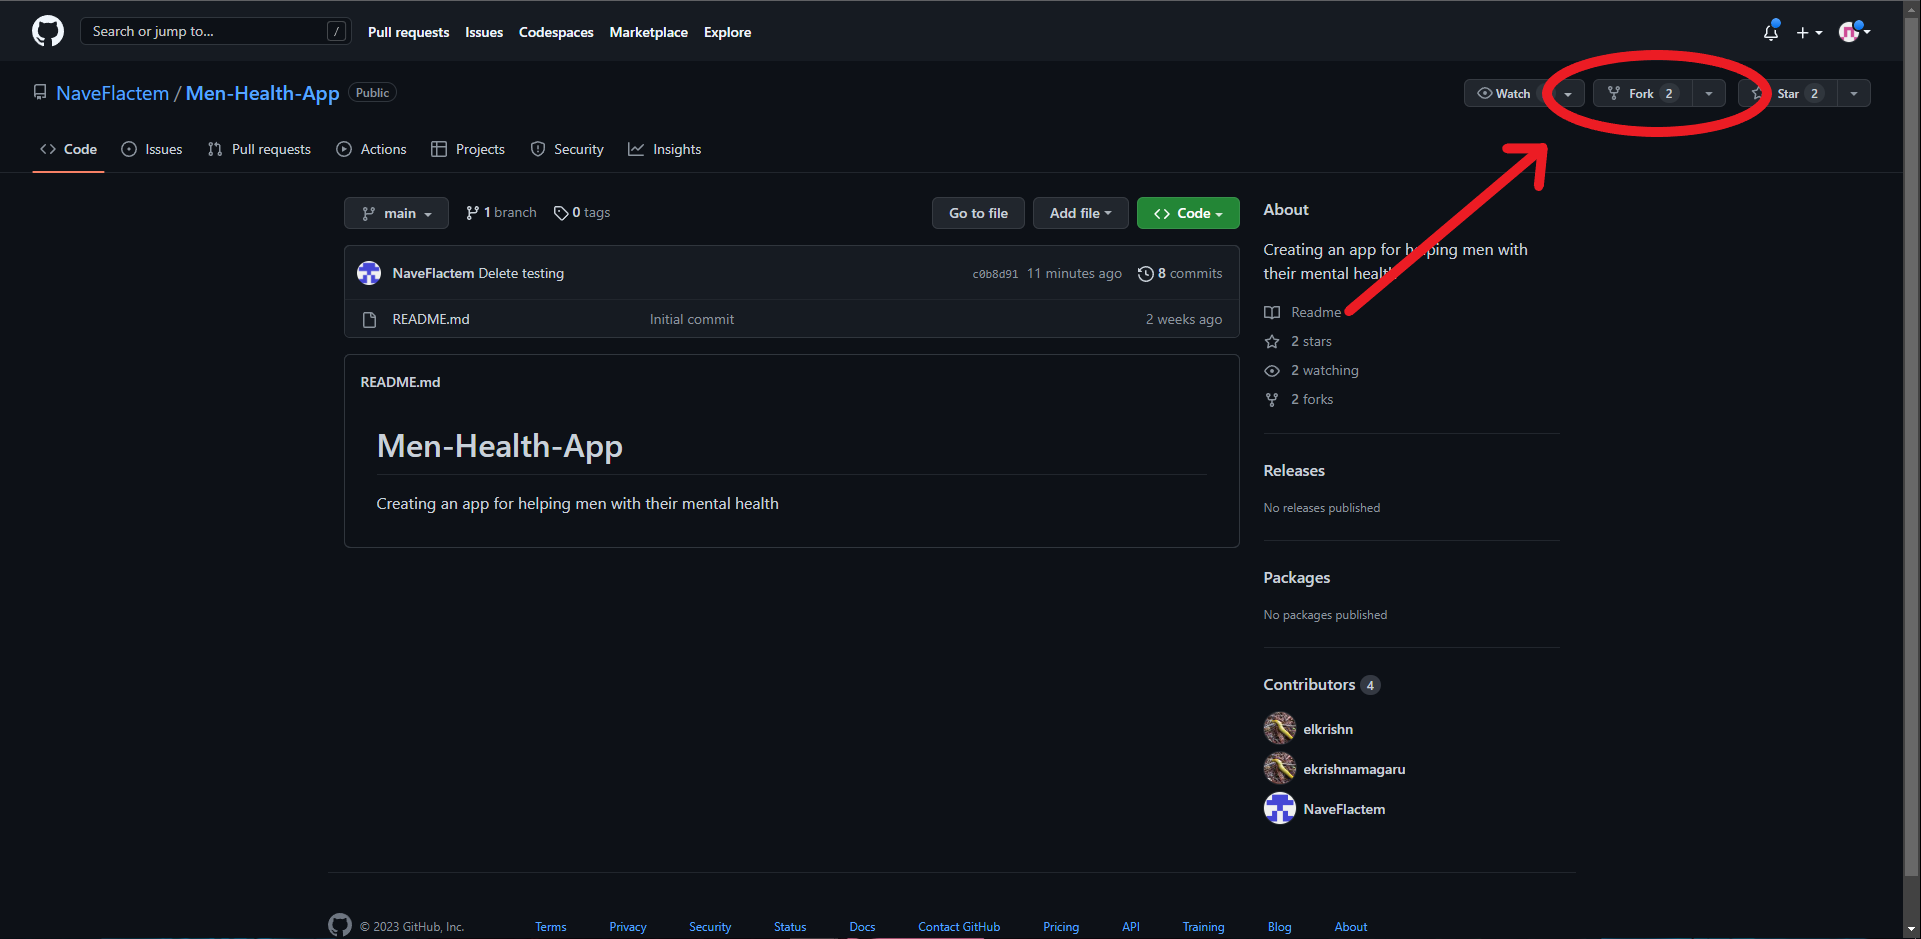 Search or jump to... /
Pull requests Issues Codespaces Marketplace Explore
NaveFlactem / Men-Health-App Public
Watch Fork 2 Star 2
Code Issues Pull requests Actions Projects Security Insights
main 1 branch 0 tags Go to file Add file Code
NaveFlactem Delete testing c0b8d91 11 minutes ago 8 commits
README.md Initial commit 2 weeks ago
README.md
Men-Health-App
Creating an app for helping men with their mental health
About
Creating an app for helping men with
their mental health
Readme
2 stars
2 watching
2 forks
Releases
No releases published
Packages
No packages published
Contributors 4
elkrishn
ekrishnamagaru
NaveFlactem
© 2023 GitHub, Inc. Terms Privacy Security Status Docs Contact GitHub Pricing API Training Blog About